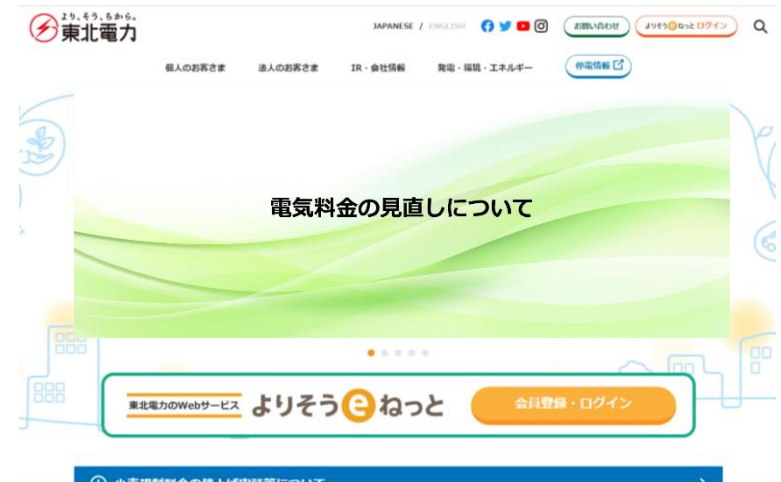 より、そう、ちから。
東北電力
JAPANESE / ENGLISH
お問い合わせ
よりそうeねっと ログイン
個人のお客さま
法人のお客さま
IR・会社情報
発電・環境・エネルギー
停電情報
電気料金の見直しについて
東北電力のWebサービス よりそうeねっと
会員登録・ログイン